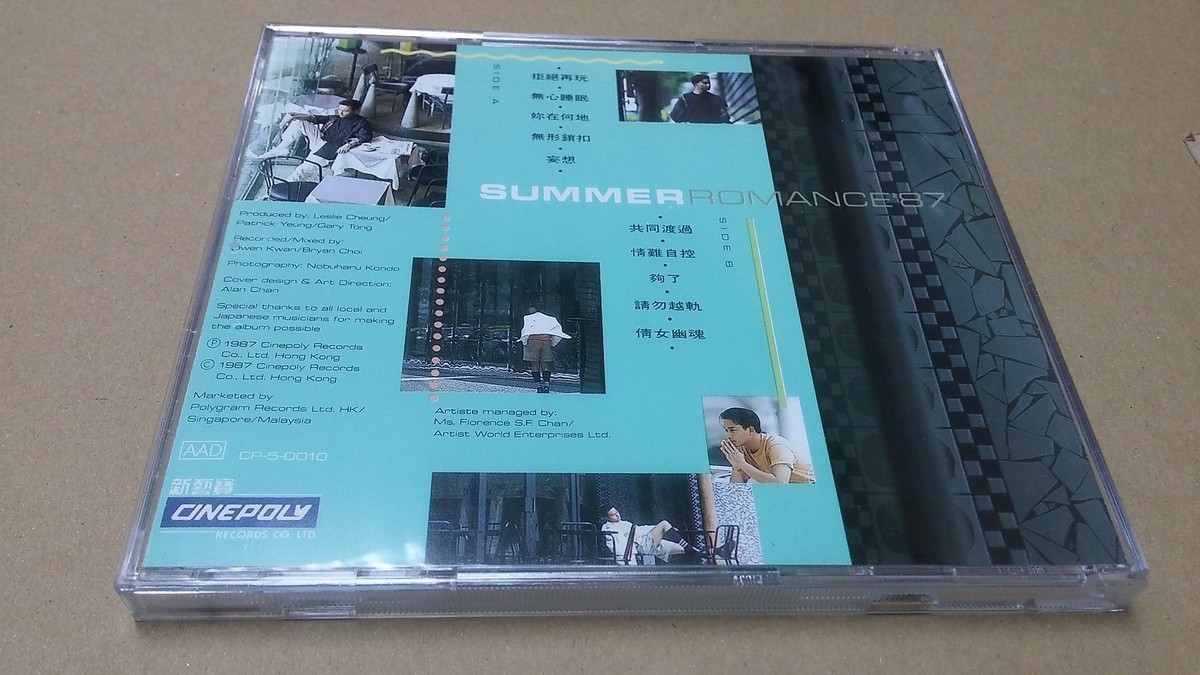 SIDE A
拒絕再玩
無心睡眠
妳在何地
無形鎖扣
妄想
SUMMER ROMANCE'87
SIDE B
共同渡過
情難自控
夠了
請勿越軌
倩女幽魂
Produced by: Leslie Cheung/
Patrick Yeung/Gary Tong
Recorded/Mixed by:
Owen Kwan/Bryan Choi
Photography: Nobuharu Kondo
Cover design & Art Direction:
Alan Chan
Special thanks to all local and
Japanese musicians for making
the album possible
Ⓟ 1987 Cinepoly Records
Co., Ltd. Hong Kong
© 1987 Cinepoly Records
Co., Ltd. Hong Kong
Marketed by
Polygram Records Ltd. HK/
Singapore/Malaysia
Artiste managed by:
Ms. Florence S.F. Chan/
Artist World Enterprises Ltd.
AAD CP-5-0010
新藝寶
CINEPOLY
RECORDS CO LTD